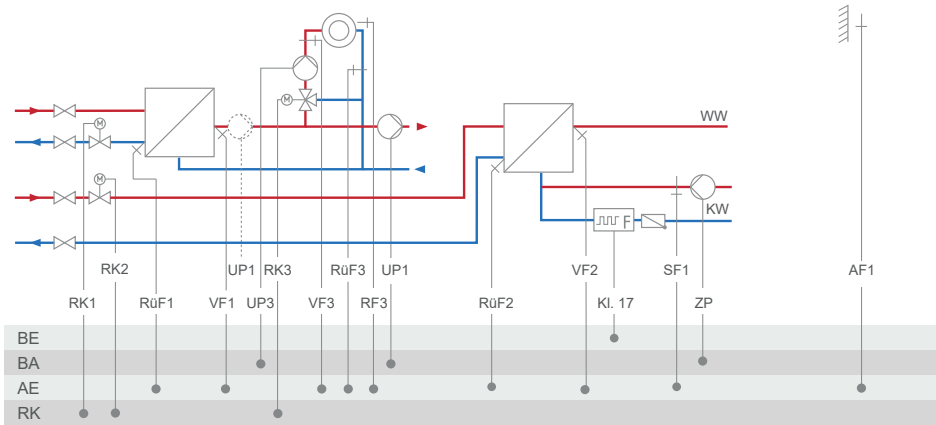 WW
M
M
F
KW
M
RK2
UP1
RK3
RüF3
UP1
VF2
SF1
AF1
RK1
RüF1
VF1
UP3
VF3
RF3
RüF2
Kl. 17
ZP
BE
BA
AE
RK